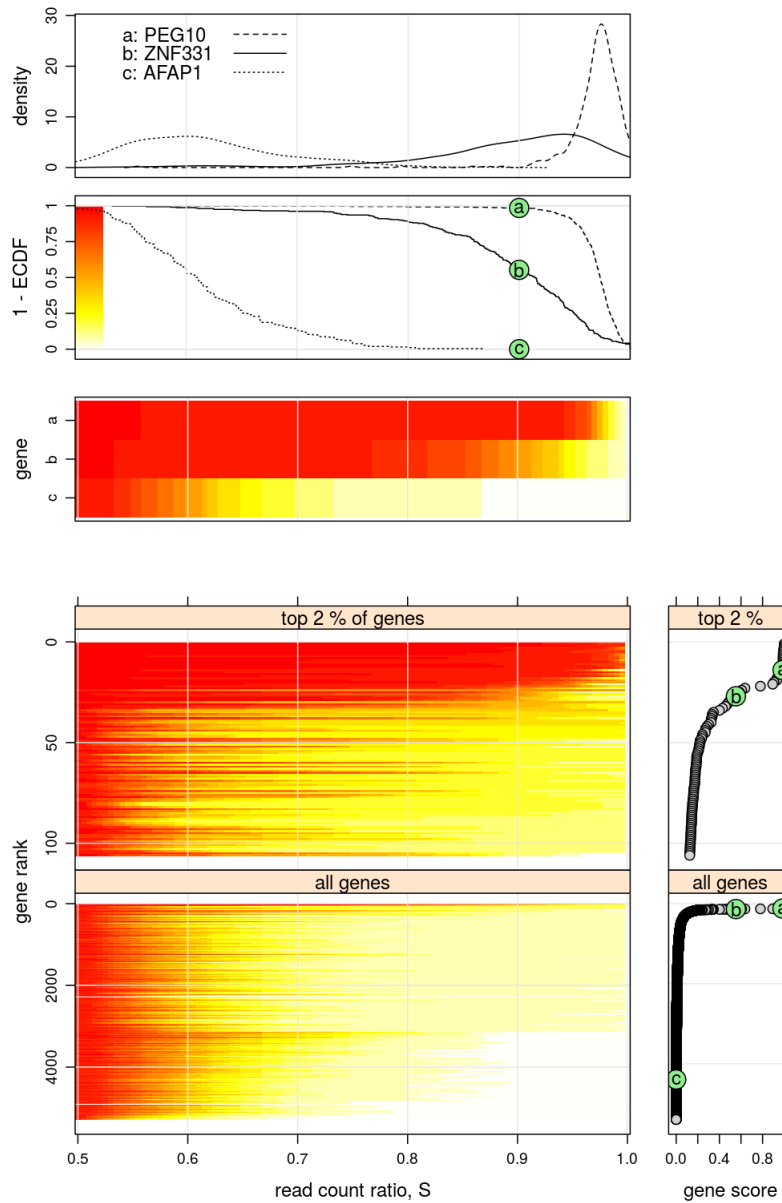 a: PEG10
b: ZNF331
c: AFAP1
density
0
10
20
30
1 - ECDF
0
0.25
0.5
0.75
1
a
b
c
gene
a
b
c
top 2 % of genes
top 2 %
0
50
100
a
b
gene rank
all genes
all genes
0
2000
4000
b
a
c
0.5
0.6
0.7
0.8
0.9
1.0
0.0
0.4
0.8
read count ratio, S
gene score